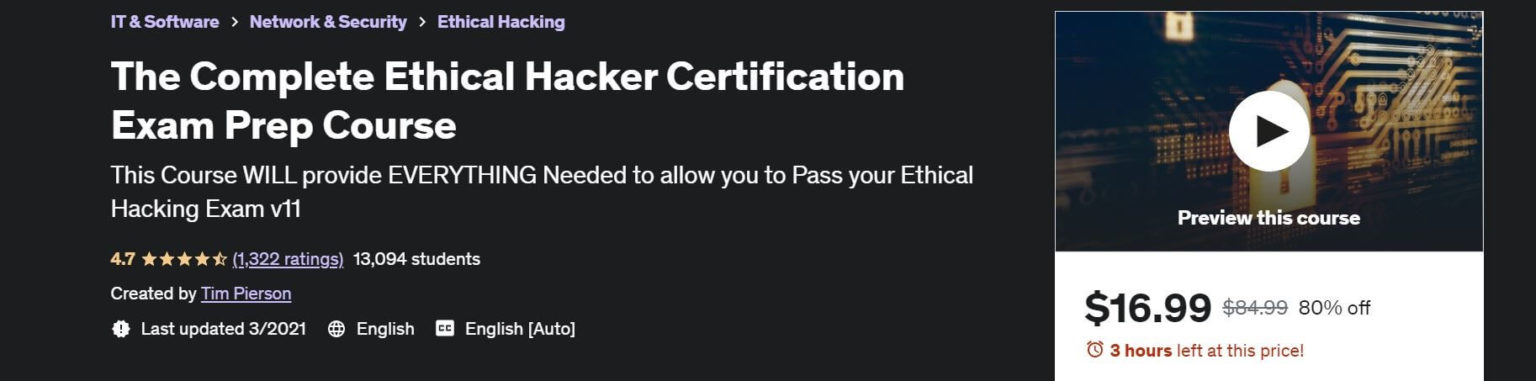 IT & Software > Network & Security > Ethical Hacking
The Complete Ethical Hacker Certification
Exam Prep Course
This Course WILL provide EVERYTHING Needed to allow you to Pass your Ethical
Hacking Exam v11
4.7 (1,322 ratings) 13,094 students
Created by Tim Pierson
Last updated 3/2021 English CC English [Auto]
Preview this course
$16.99 $84.99 80% off
3 hours left at this price!